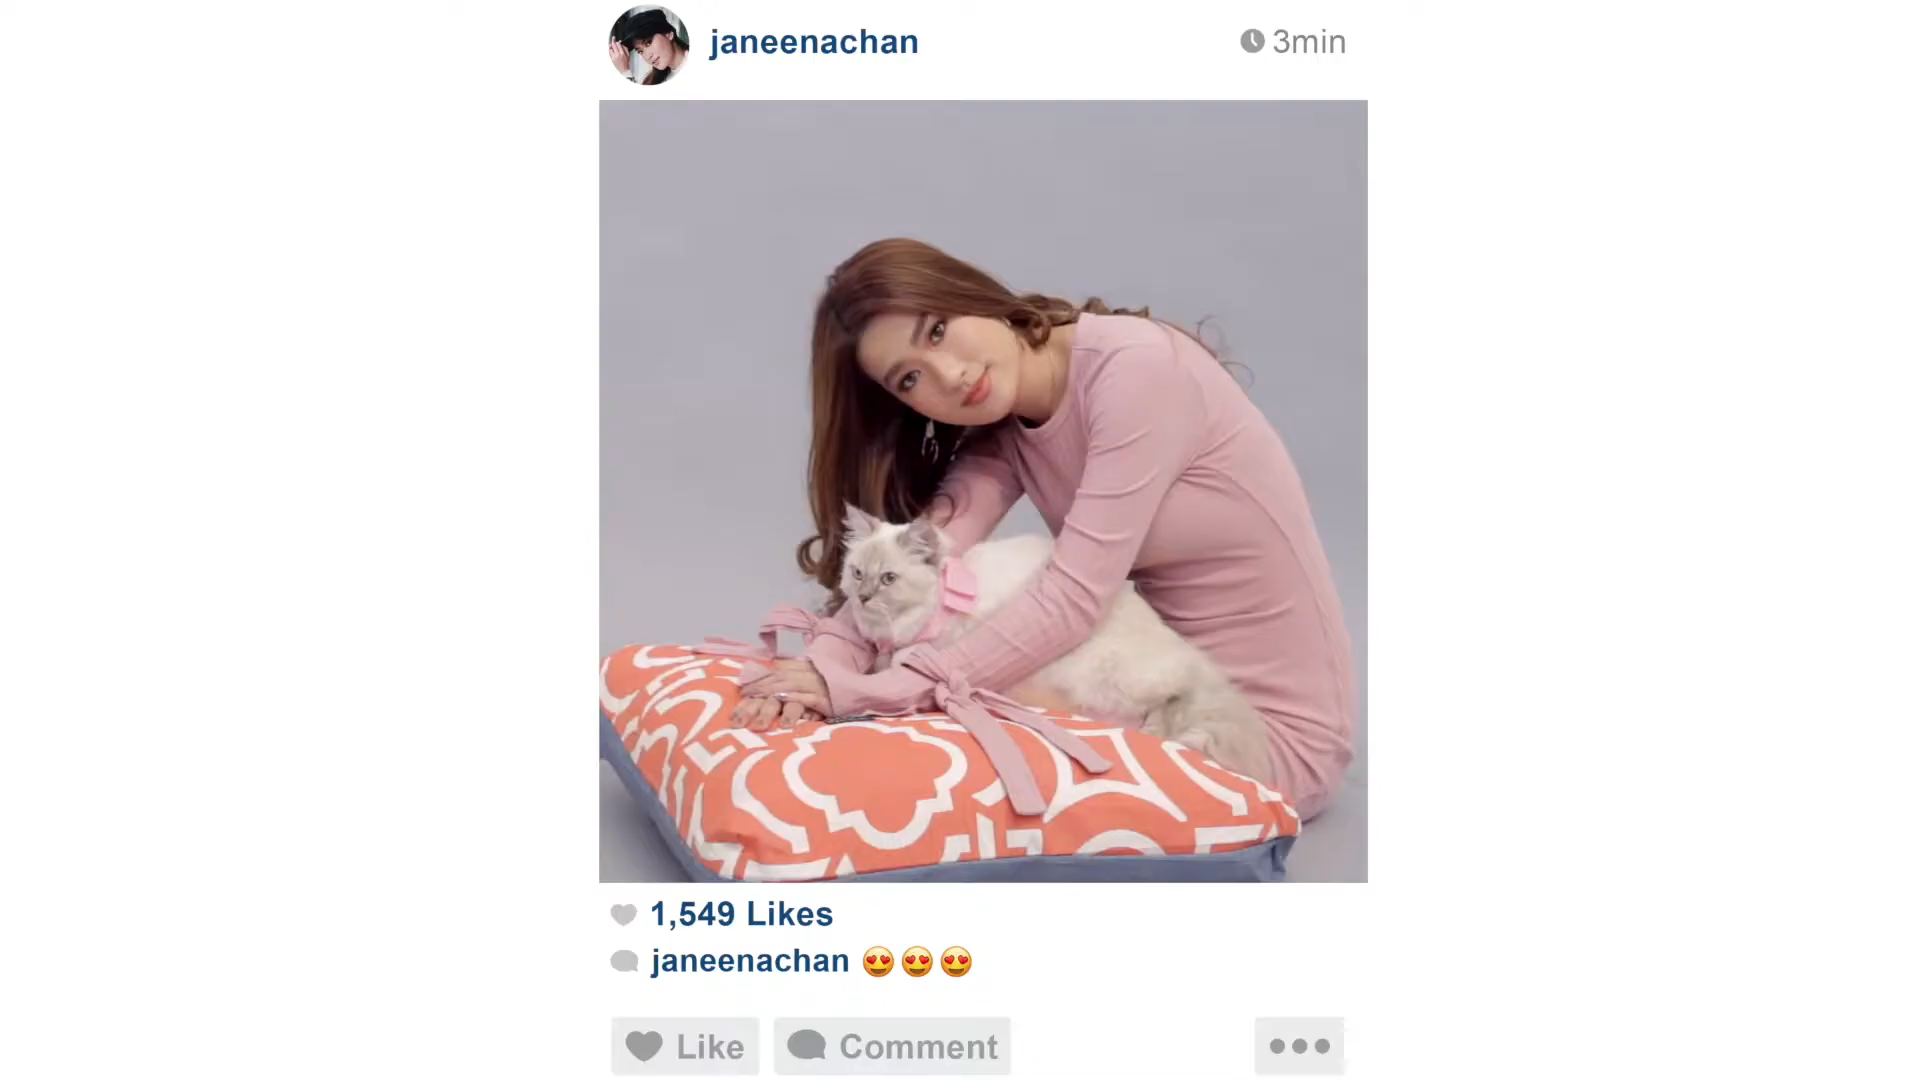 janeenachan 3min
1,549 Likes
janeenachan 😍😍😍
Like Comment